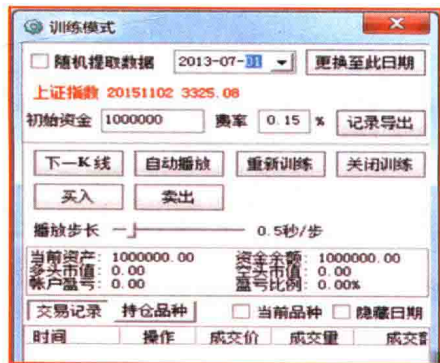 训练模式
随机提取数据 2013-07-01 更换至此日期
上证指数 20151102 3325.08
初始资金 1000000 费率 0.15 % 记录导出
下一K线 自动播放 重新训练 关闭训练
买入 卖出
播放步长 0.5秒/步
当前资产: 1000000.00 资金余额: 1000000.00
多头市值: 0.00 空头市值: 0.00
帐户盈亏: 0.00 盈亏比例: 0.00%
交易记录 持仓品种 当前品种 隐藏日期
时间 操作 成交价 成交量 成交